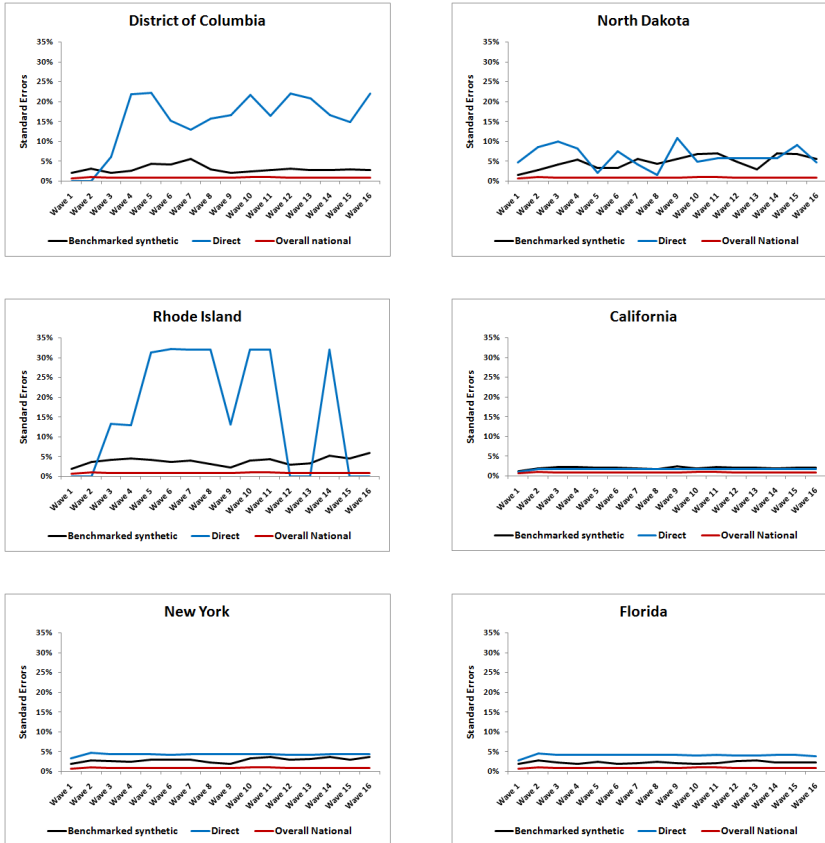 District of Columbia
Standard Errors
35%
30%
25%
20%
15%
10%
5%
0%
Wave 1 Wave 2 Wave 3 Wave 4 Wave 5 Wave 6 Wave 7 Wave 8 Wave 9 Wave 10 Wave 11 Wave 12 Wave 13 Wave 14 Wave 15 Wave 16
Benchmarked synthetic Direct Overall National
North Dakota
Standard Errors
35%
30%
25%
20%
15%
10%
5%
0%
Wave 1 Wave 2 Wave 3 Wave 4 Wave 5 Wave 6 Wave 7 Wave 8 Wave 9 Wave 10 Wave 11 Wave 12 Wave 13 Wave 14 Wave 15 Wave 16
Benchmarked synthetic Direct Overall National
Rhode Island
Standard Errors
35%
30%
25%
20%
15%
10%
5%
0%
Wave 1 Wave 2 Wave 3 Wave 4 Wave 5 Wave 6 Wave 7 Wave 8 Wave 9 Wave 10 Wave 11 Wave 12 Wave 13 Wave 14 Wave 15 Wave 16
Benchmarked synthetic Direct Overall National
California
Standard Errors
35%
30%
25%
20%
15%
10%
5%
0%
Wave 1 Wave 2 Wave 3 Wave 4 Wave 5 Wave 6 Wave 7 Wave 8 Wave 9 Wave 10 Wave 11 Wave 12 Wave 13 Wave 14 Wave 15 Wave 16
Benchmarked synthetic Direct Overall National
New York
Standard Errors
35%
30%
25%
20%
15%
10%
5%
0%
Wave 1 Wave 2 Wave 3 Wave 4 Wave 5 Wave 6 Wave 7 Wave 8 Wave 9 Wave 10 Wave 11 Wave 12 Wave 13 Wave 14 Wave 15 Wave 16
Benchmarked synthetic Direct Overall National
Florida
Standard Errors
35%
30%
25%
20%
15%
10%
5%
0%
Wave 1 Wave 2 Wave 3 Wave 4 Wave 5 Wave 6 Wave 7 Wave 8 Wave 9 Wave 10 Wave 11 Wave 12 Wave 13 Wave 14 Wave 15 Wave 16
Benchmarked synthetic Direct Overall National